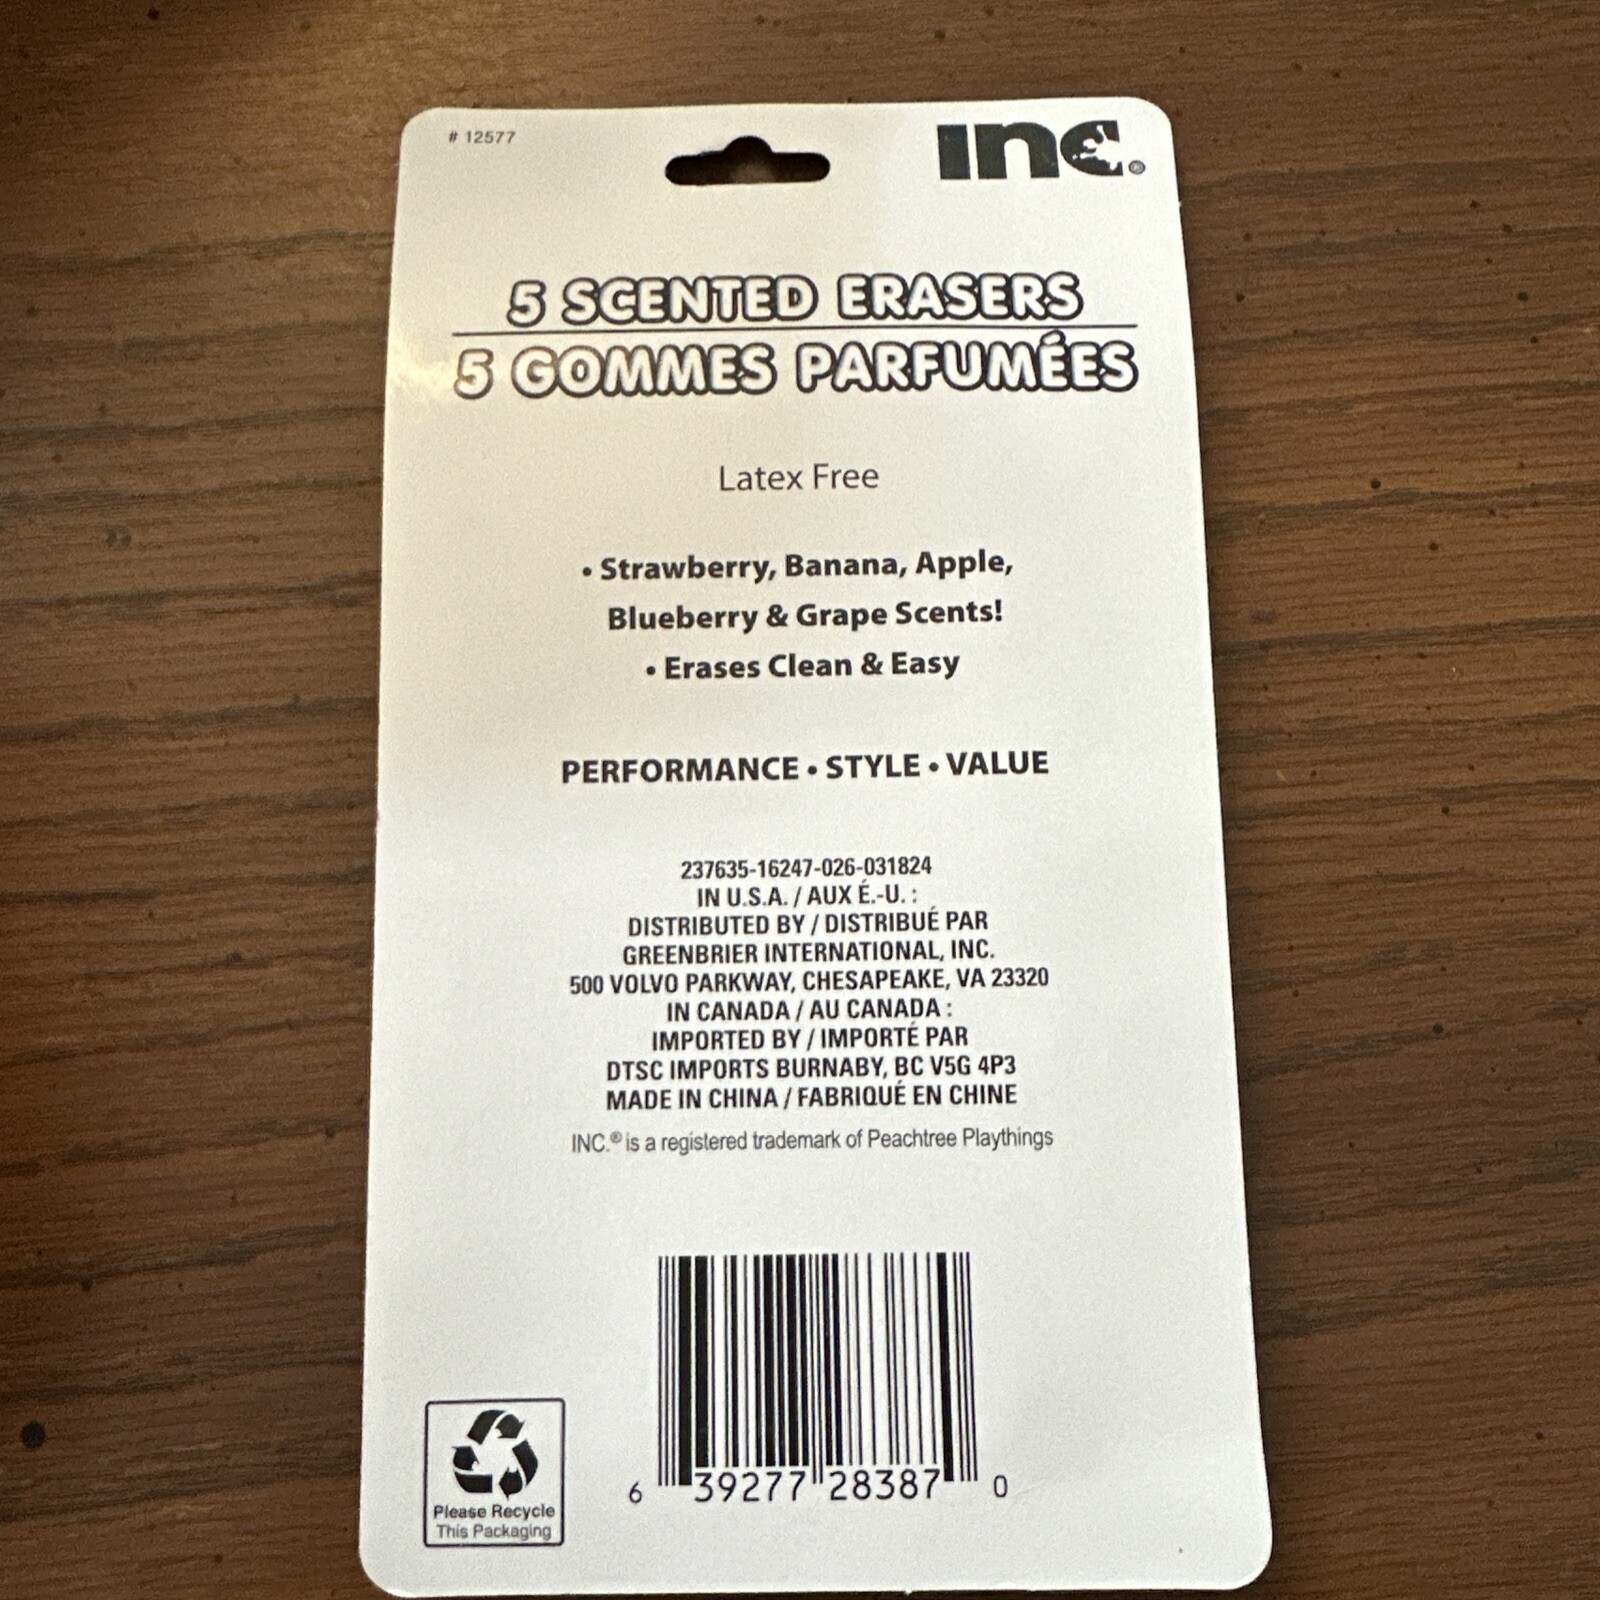 # 12577
inc.®
5 SCENTED ERASERS
5 GOMMES PARFUMÉES
Latex Free
• Strawberry, Banana, Apple,
Blueberry & Grape Scents!
• Erases Clean & Easy
PERFORMANCE • STYLE • VALUE
237635-16247-026-031824
IN U.S.A. / AUX É.-U. :
DISTRIBUTED BY / DISTRIBUÉ PAR
GREENBRIER INTERNATIONAL, INC.
500 VOLVO PARKWAY, CHESAPEAKE, VA 23320
IN CANADA / AU CANADA :
IMPORTED BY / IMPORTÉ PAR
DTSC IMPORTS BURNABY, BC V5G 4P3
MADE IN CHINA / FABRIQUÉ EN CHINE
INC.® is a registered trademark of Peachtree Playthings
6 39277 28387 0
Please Recycle
This Packaging